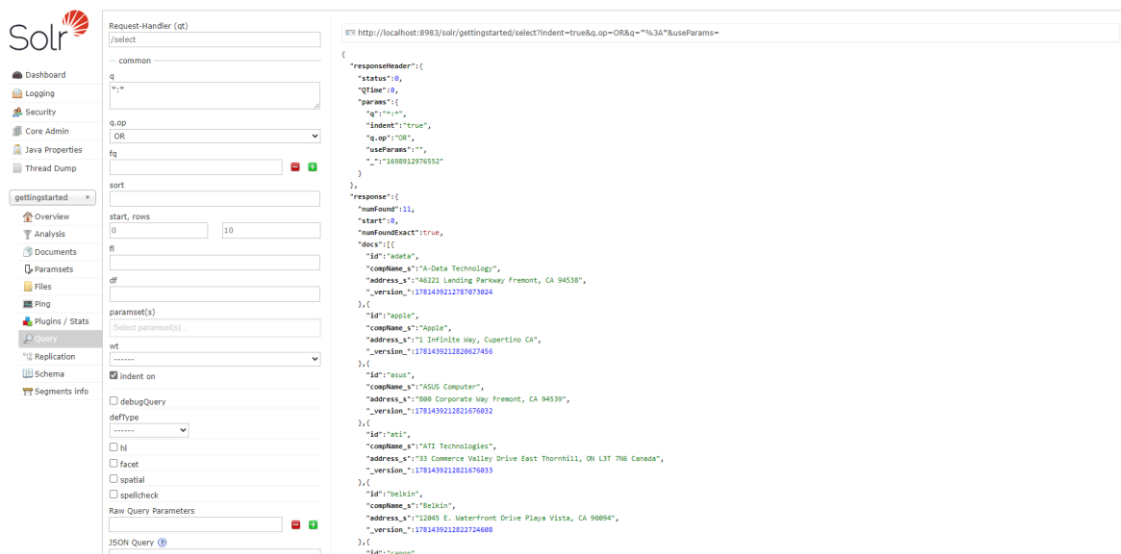 Solr
Dashboard
Logging
Security
Core Admin
Java Properties
Thread Dump
gettingstarted
Overview
Analysis
Documents
Paramsets
Files
Ping
Plugins / Stats
Query
Replication
Schema
Segments info
Request-Handler (qt)
/select
common
q
*:*
q.op
OR
fq
sort
start, rows
0 10
fl
df
paramset(s)
Select paramset(s)...
wt
------
indent on
debugQuery
defType
------
hl
facet
spatial
spellcheck
Raw Query Parameters
JSON Query
http://localhost:8983/solr/gettingstarted/select?indent=true&q.op=OR&q=*%3A*&useParams=
{
"responseHeader":{
"status":0,
"QTime":0,
"params":{
"q":"*:*",
"indent":"true",
"q.op":"OR",
"useParams":"",
"_":"1698912976552"
}
},
"response":{
"numFound":11,
"start":0,
"numFoundExact":true,
"docs":[{
"id":"adata",
"compName_s":"A-Data Technology",
"address_s":"46221 Landing Parkway Fremont, CA 94538",
"_version_":1781439212787073024
},{
"id":"apple",
"compName_s":"Apple",
"address_s":"1 Infinite Way, Cupertino CA",
"_version_":1781439212820627456
},{
"id":"asus",
"compName_s":"ASUS Computer",
"address_s":"800 Corporate Way Fremont, CA 94539",
"_version_":1781439212821676032
},{
"id":"ati",
"compName_s":"ATI Technologies",
"address_s":"33 Commerce Valley Drive East Thornhill, ON L3T 7N6 Canada",
"_version_":1781439212821676033
},{
"id":"belkin",
"compName_s":"Belkin",
"address_s":"12045 E. Waterfront Drive Playa Vista, CA 90094",
"_version_":1781439212822724608
},{